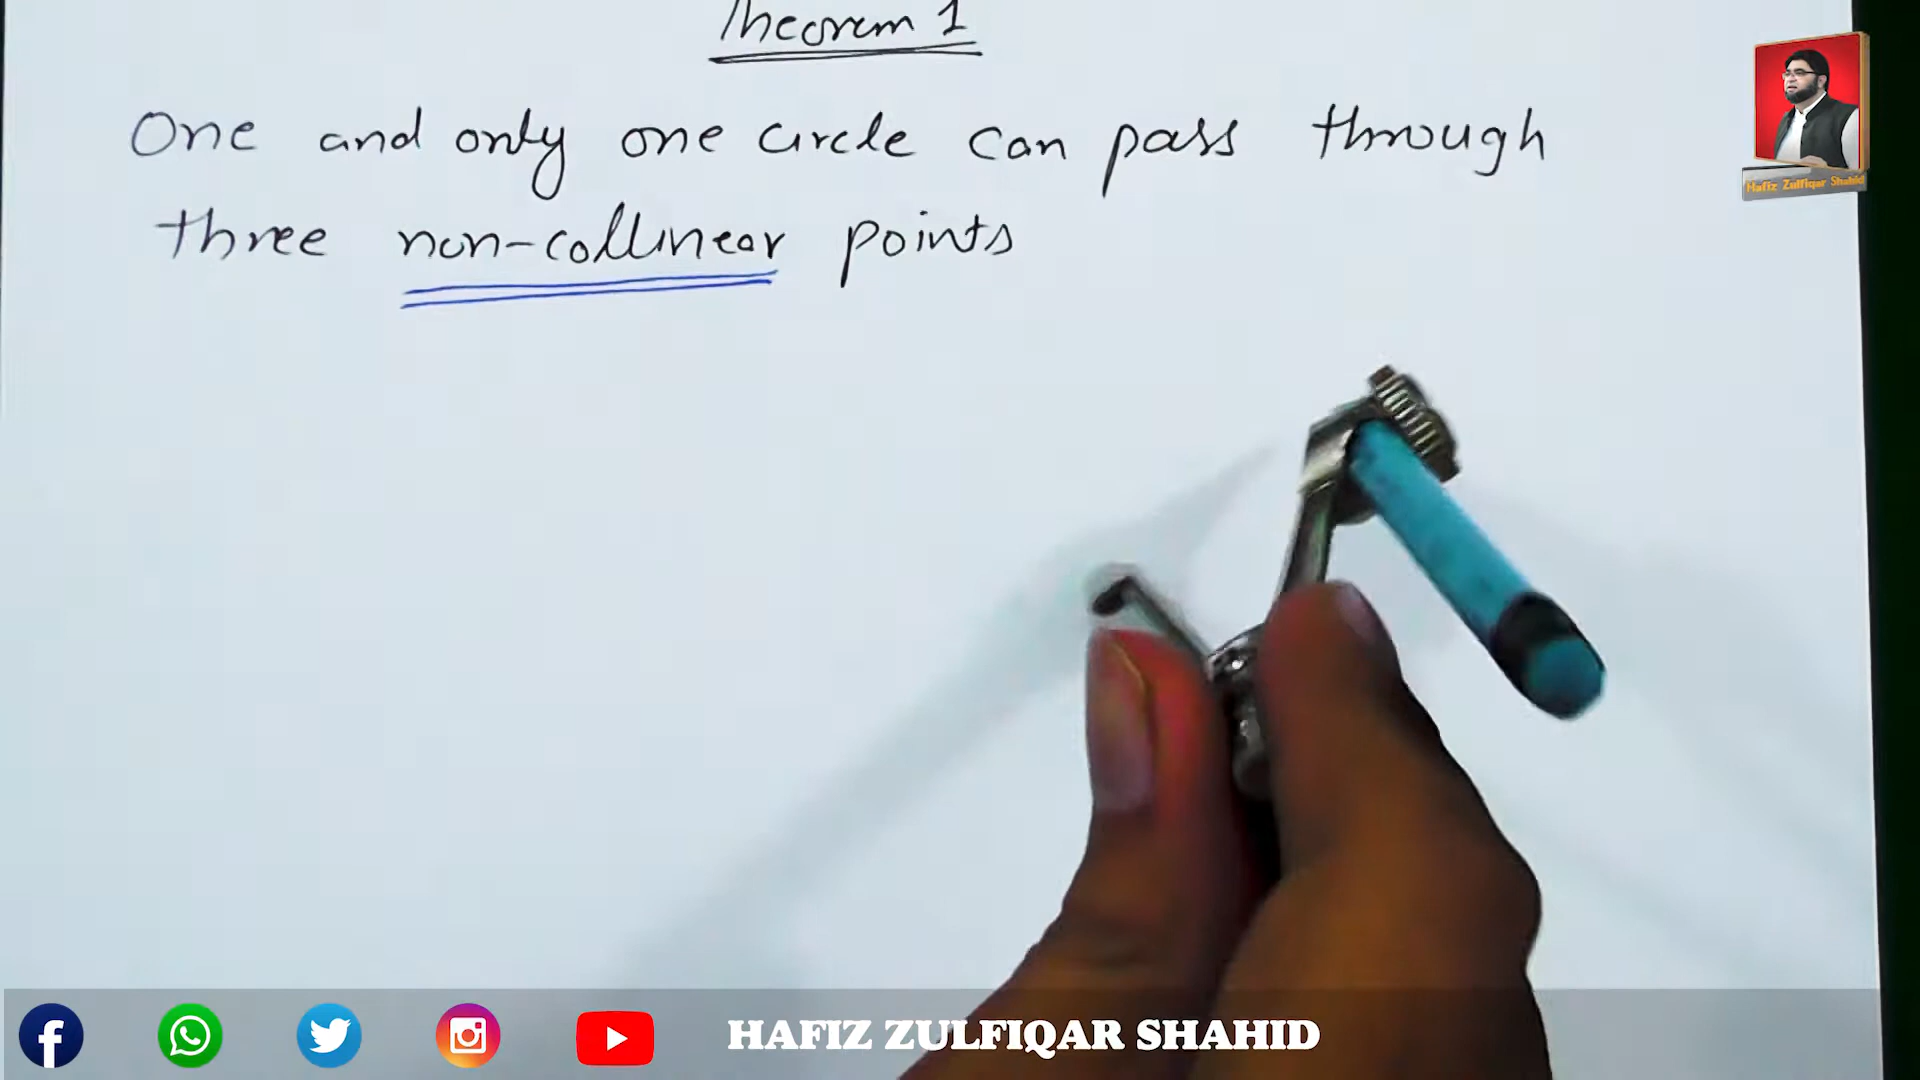 Theorem 1
One and only one circle can pass through
three non-collinear points
Hafiz Zulfiqar Shahid
HAFIZ ZULFIQAR SHAHID